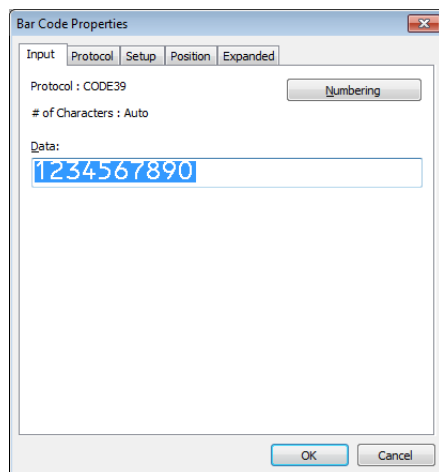 Bar Code Properties
Input Protocol Setup Position Expanded
Protocol : CODE39 Numbering
# of Characters : Auto
Data:
1234567890
OK Cancel